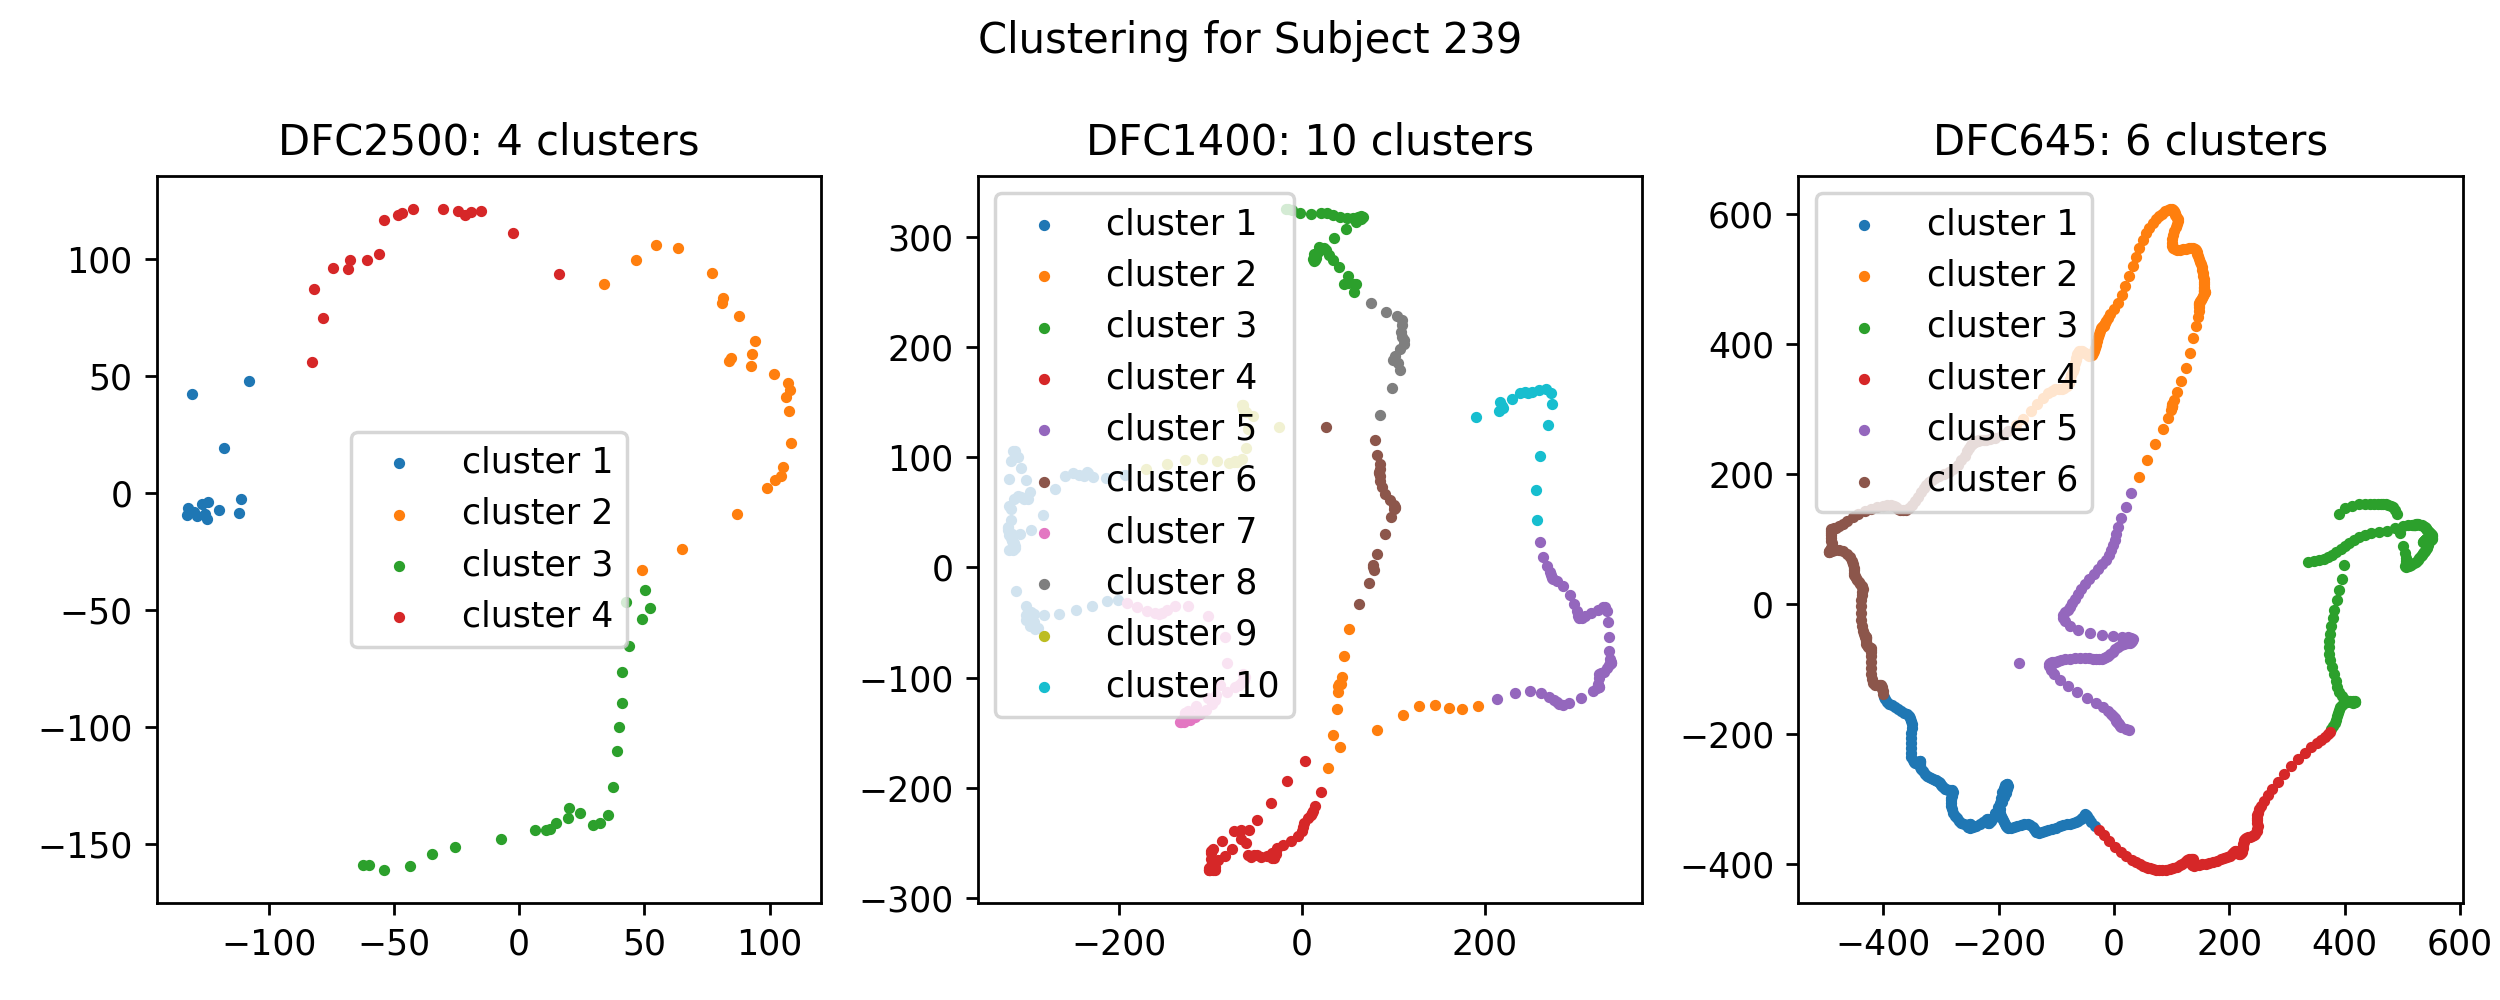 Clustering for Subject 239
DFC2500: 4 clusters
100
50
0
−50
−100
−150
−100
−50
0
50
100
cluster 1
cluster 2
cluster 3
cluster 4
DFC1400: 10 clusters
300
200
100
0
−100
−200
−300
−200
0
200
cluster 1
cluster 2
cluster 3
cluster 4
cluster 5
cluster 6
cluster 7
cluster 8
cluster 9
cluster 10
DFC645: 6 clusters
600
400
200
0
−200
−400
−400
−200
0
200
400
600
cluster 1
cluster 2
cluster 3
cluster 4
cluster 5
cluster 6